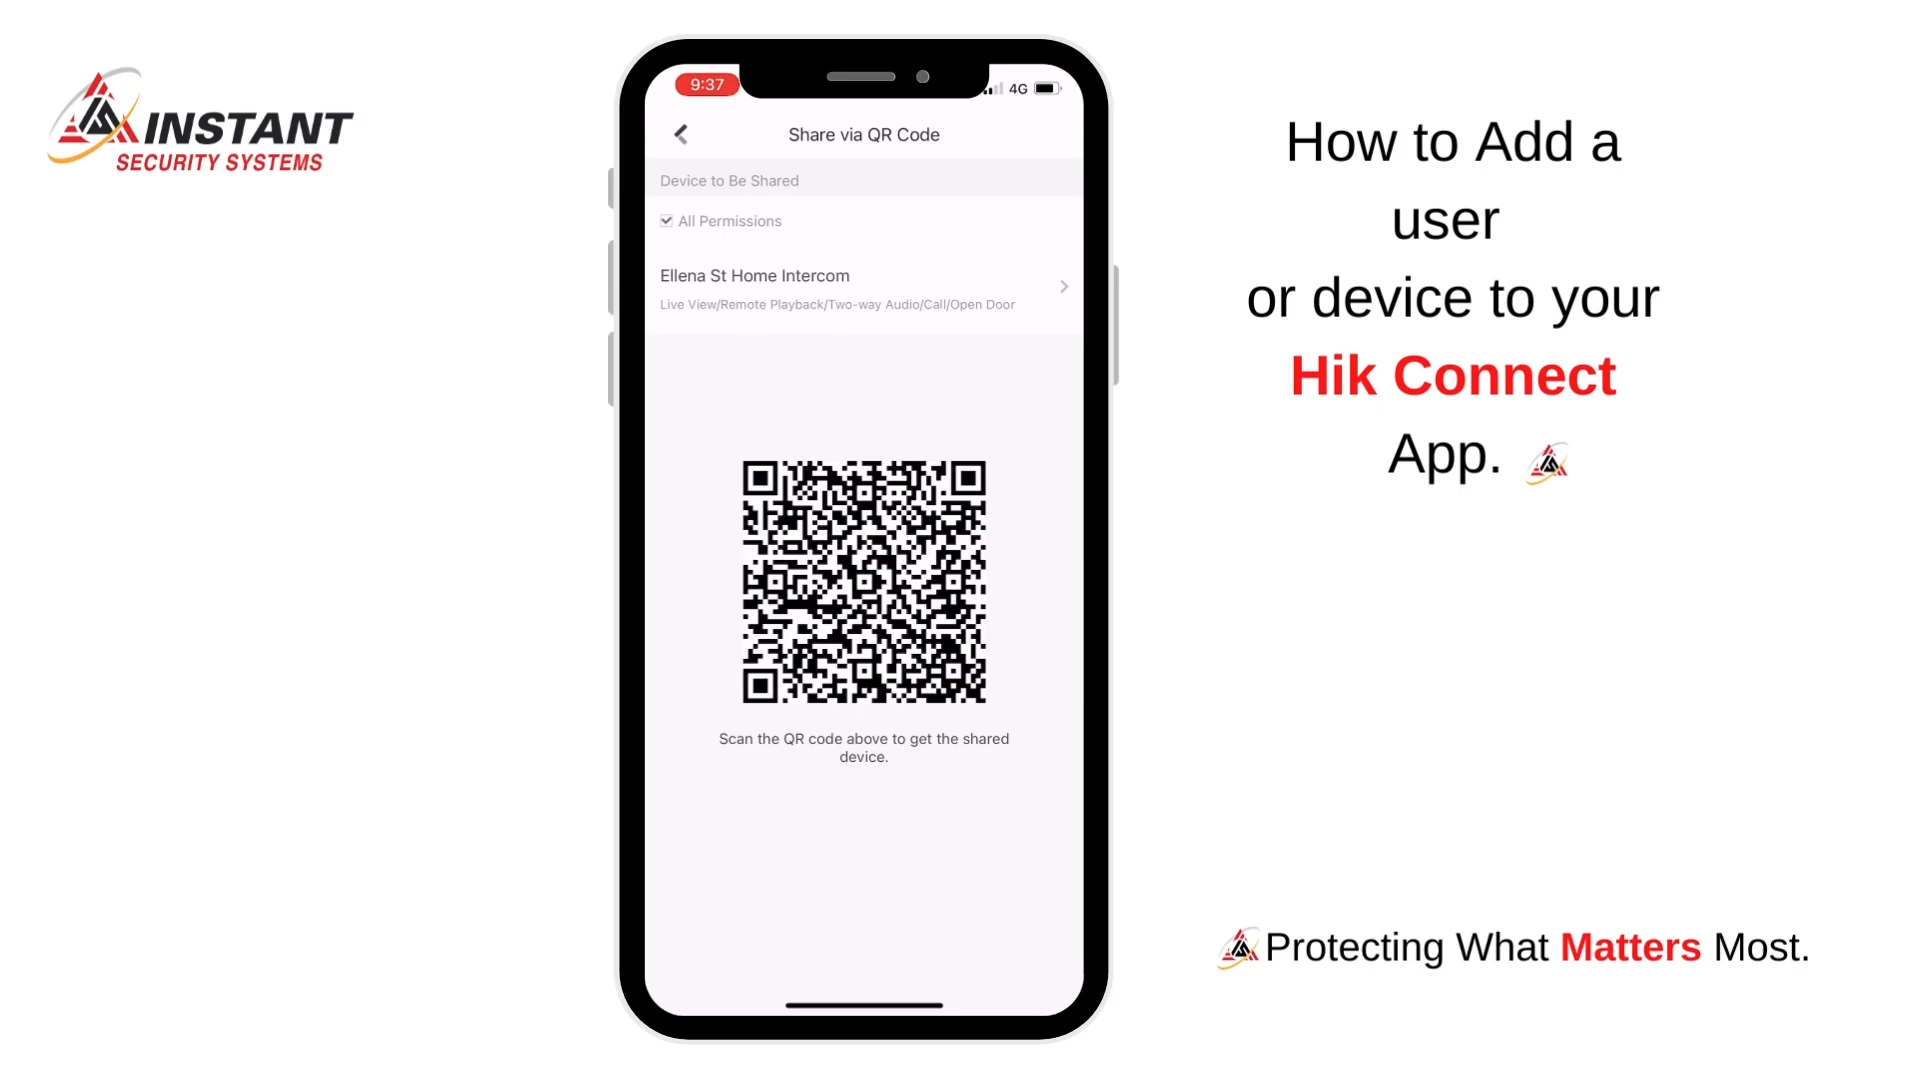 INSTANT
SECURITY SYSTEMS
9:37
4G
Share via QR Code
Device to Be Shared
All Permissions
Ellena St Home Intercom
Live View/Remote Playback/Two-way Audio/Call/Open Door
Scan the QR code above to get the shared
device.
How to Add a
user
or device to your
Hik Connect
App.
Protecting What Matters Most.